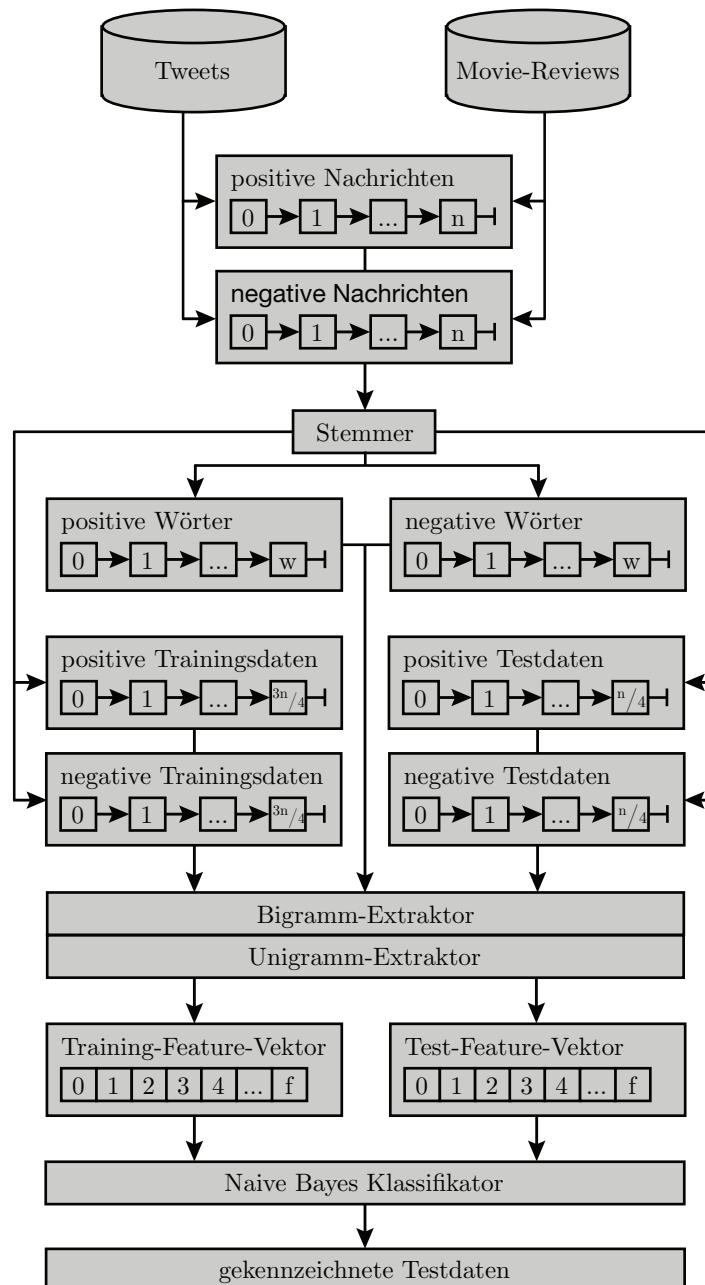 Tweets
Movie-Reviews
positive Nachrichten
0 1 ... n
negative Nachrichten
0 1 ... n
Stemmer
positive Wörter
0 1 ... w
negative Wörter
0 1 ... w
positive Trainingsdaten
0 1 ... 3n/4
positive Testdaten
0 1 ... n/4
negative Trainingsdaten
0 1 ... 3n/4
negative Testdaten
0 1 ... n/4
Bigramm-Extraktor
Unigramm-Extraktor
Training-Feature-Vektor
0 1 2 3 4 ... f
Test-Feature-Vektor
0 1 2 3 4 ... f
Naive Bayes Klassifikator
gekennzeichnete Testdaten